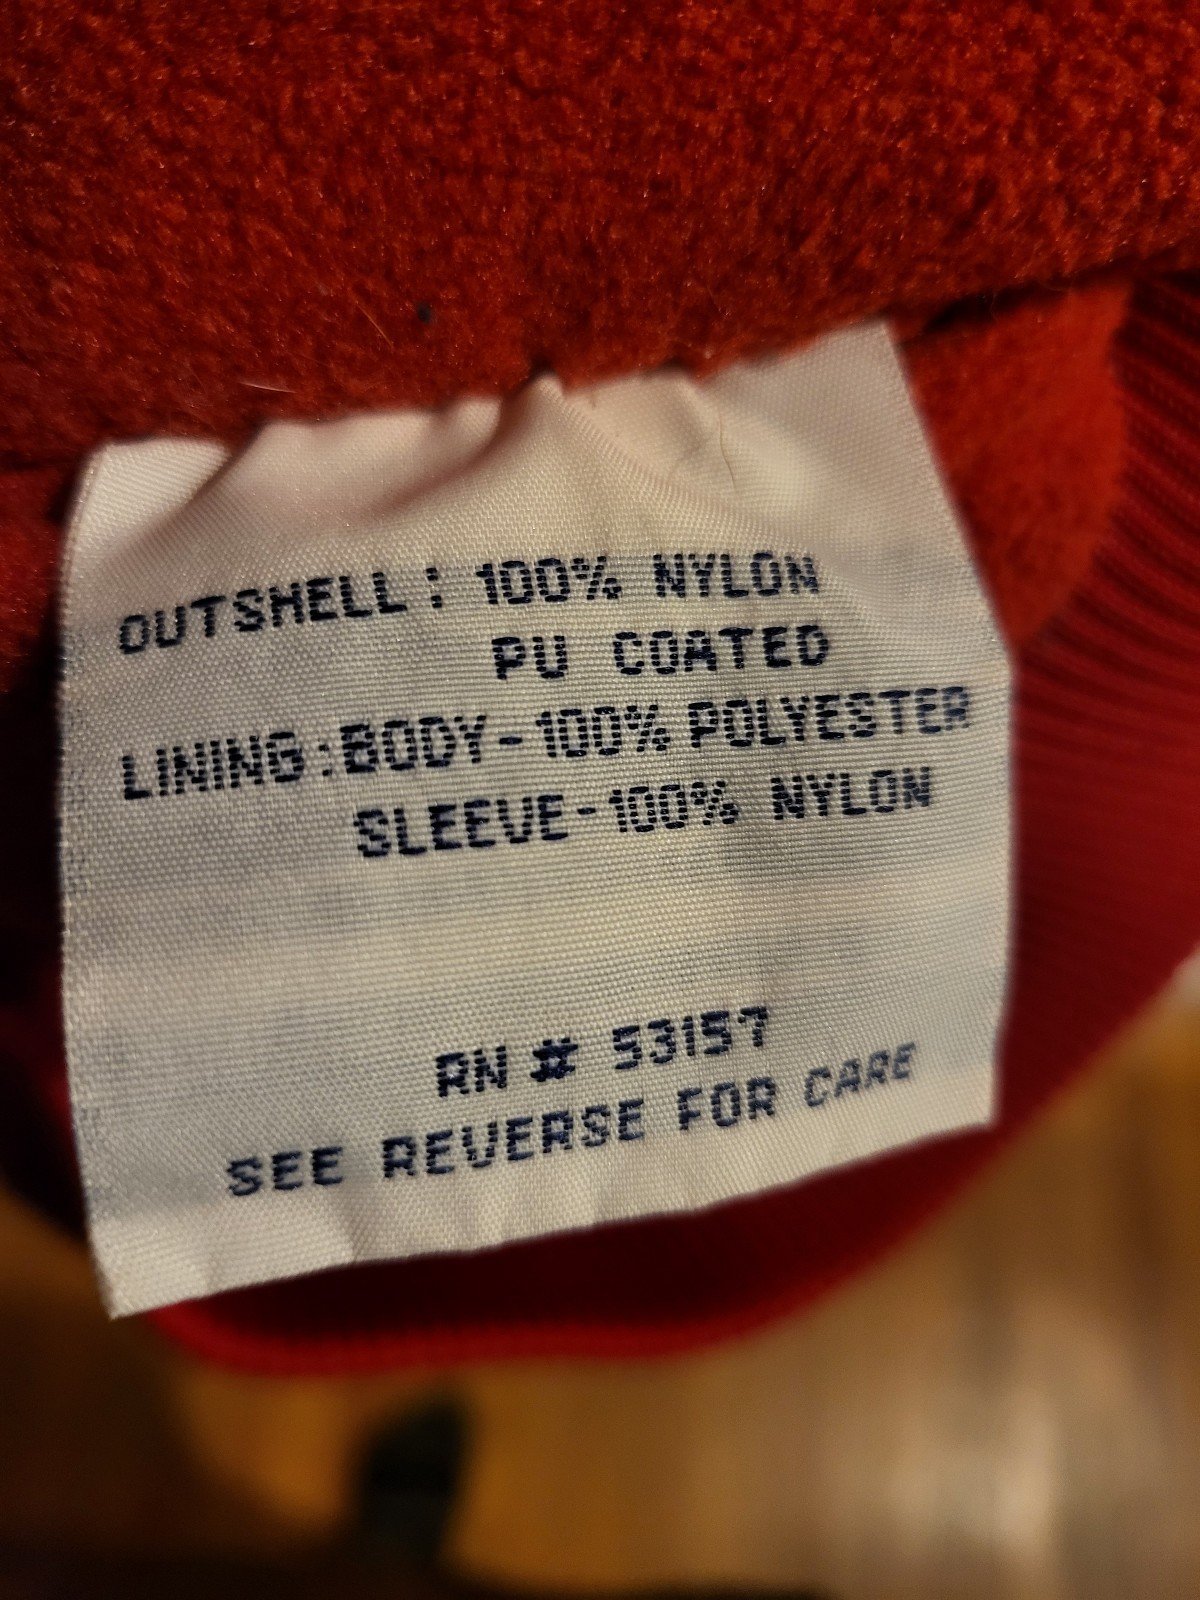 OUTSHELL: 100% NYLON
PU COATED
LINING:BODY-100% POLYESTER
SLEEVE-100% NYLON
RN # 53157
SEE REVERSE FOR CARE